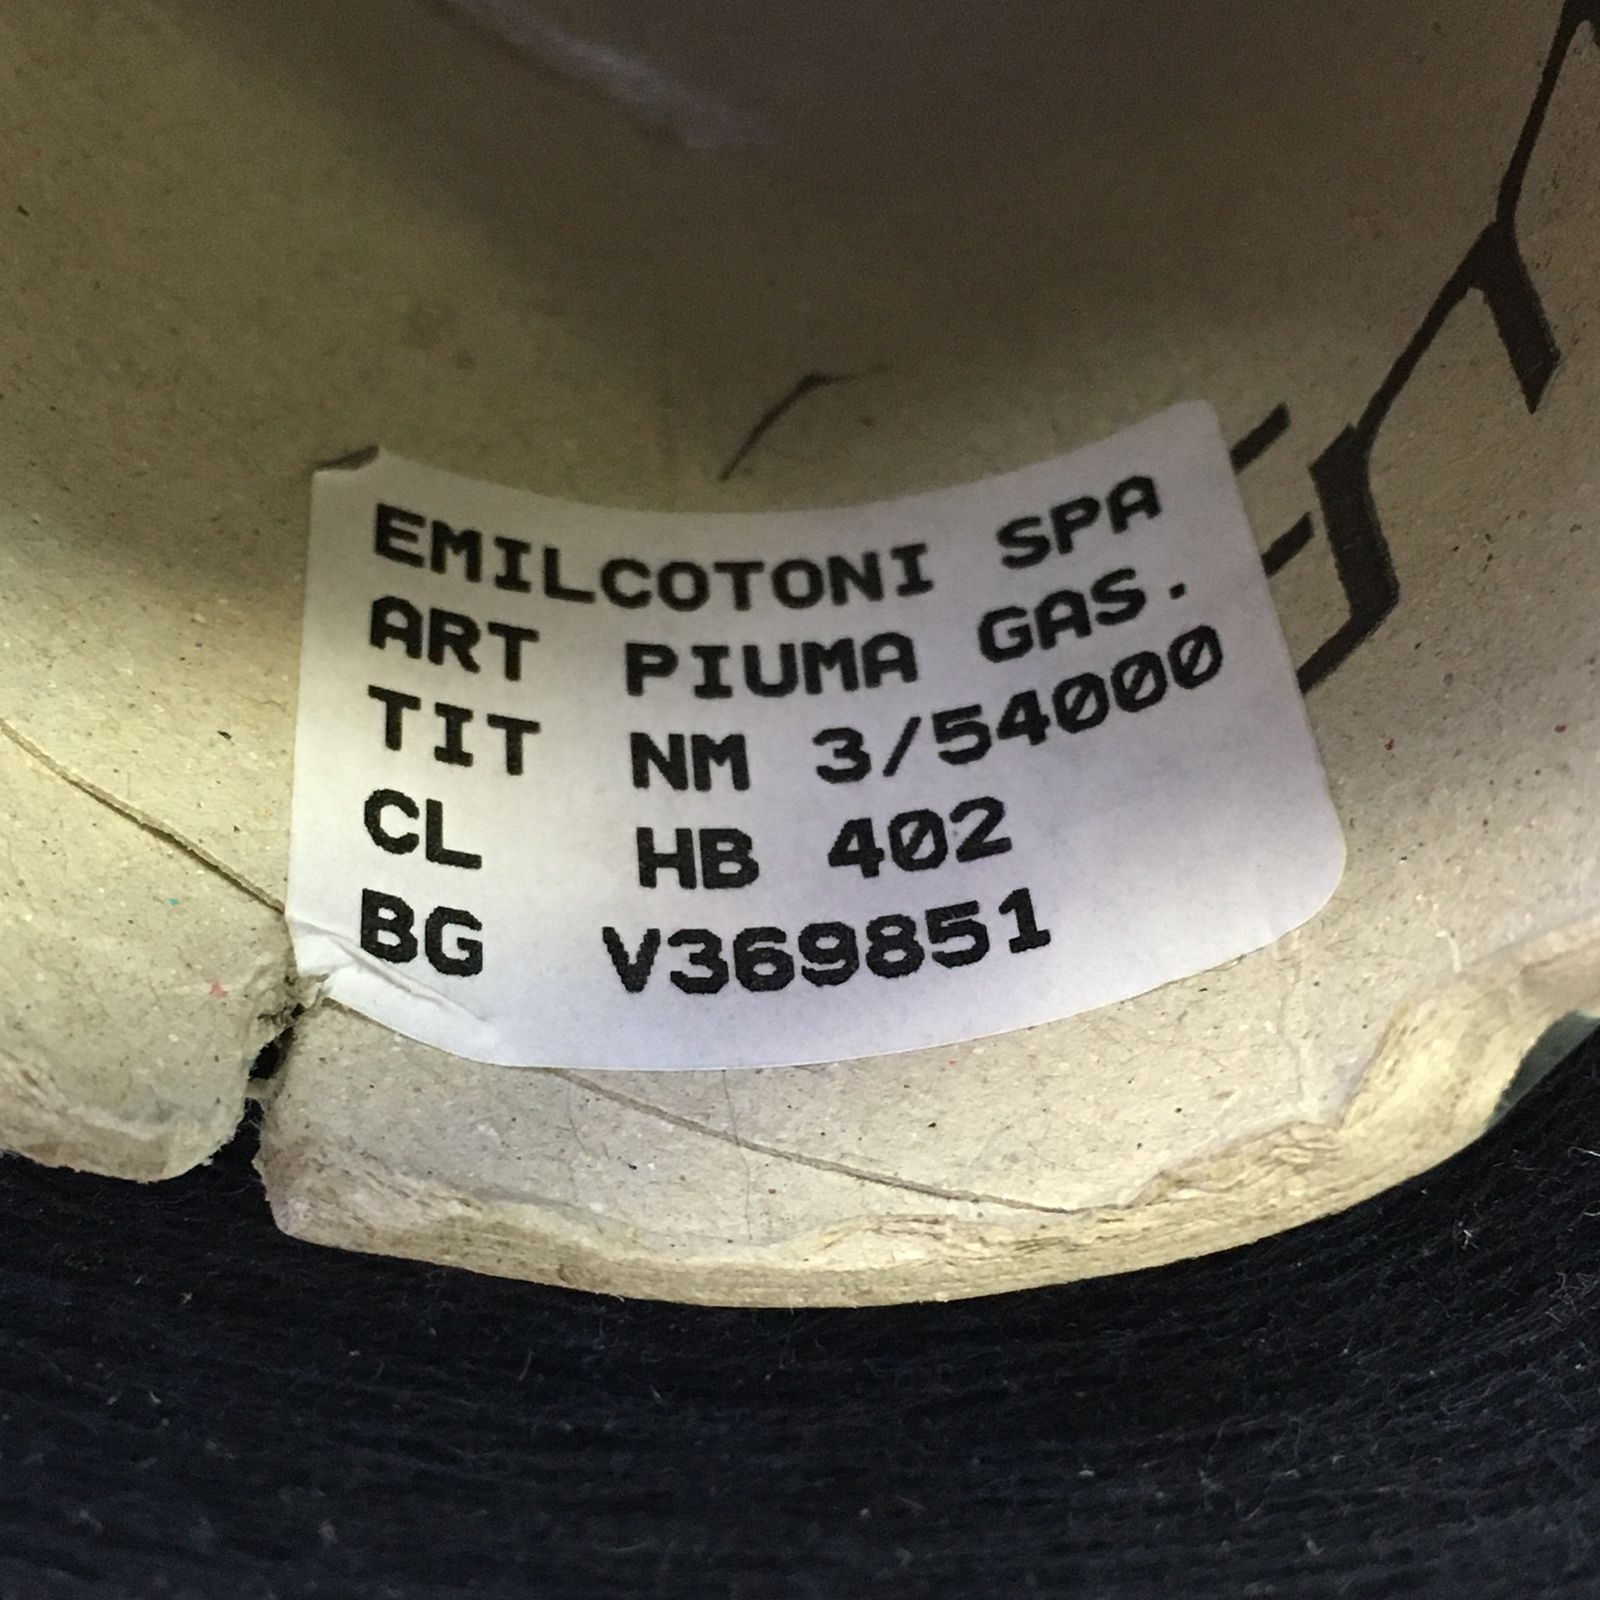 EMILCOTONI SPA
ART PIUMA GAS.
TIT NM 3/54000
CL HB 402
BG V369851